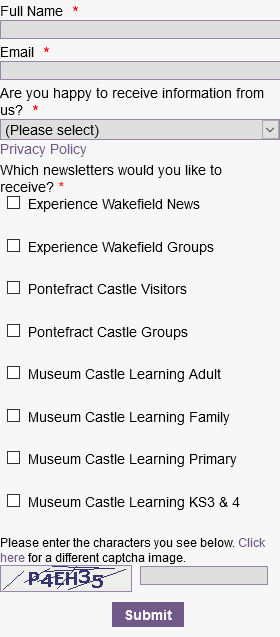 Full Name *
Email *
Are you happy to receive information from
us? *
(Please select)
Privacy Policy
Which newsletters would you like to
receive? *
Experience Wakefield News
Experience Wakefield Groups
Pontefract Castle Visitors
Pontefract Castle Groups
Museum Castle Learning Adult
Museum Castle Learning Family
Museum Castle Learning Primary
Museum Castle Learning KS3 & 4
Please enter the characters you see below. Click
here for a different captcha image.
P4EH35
Submit